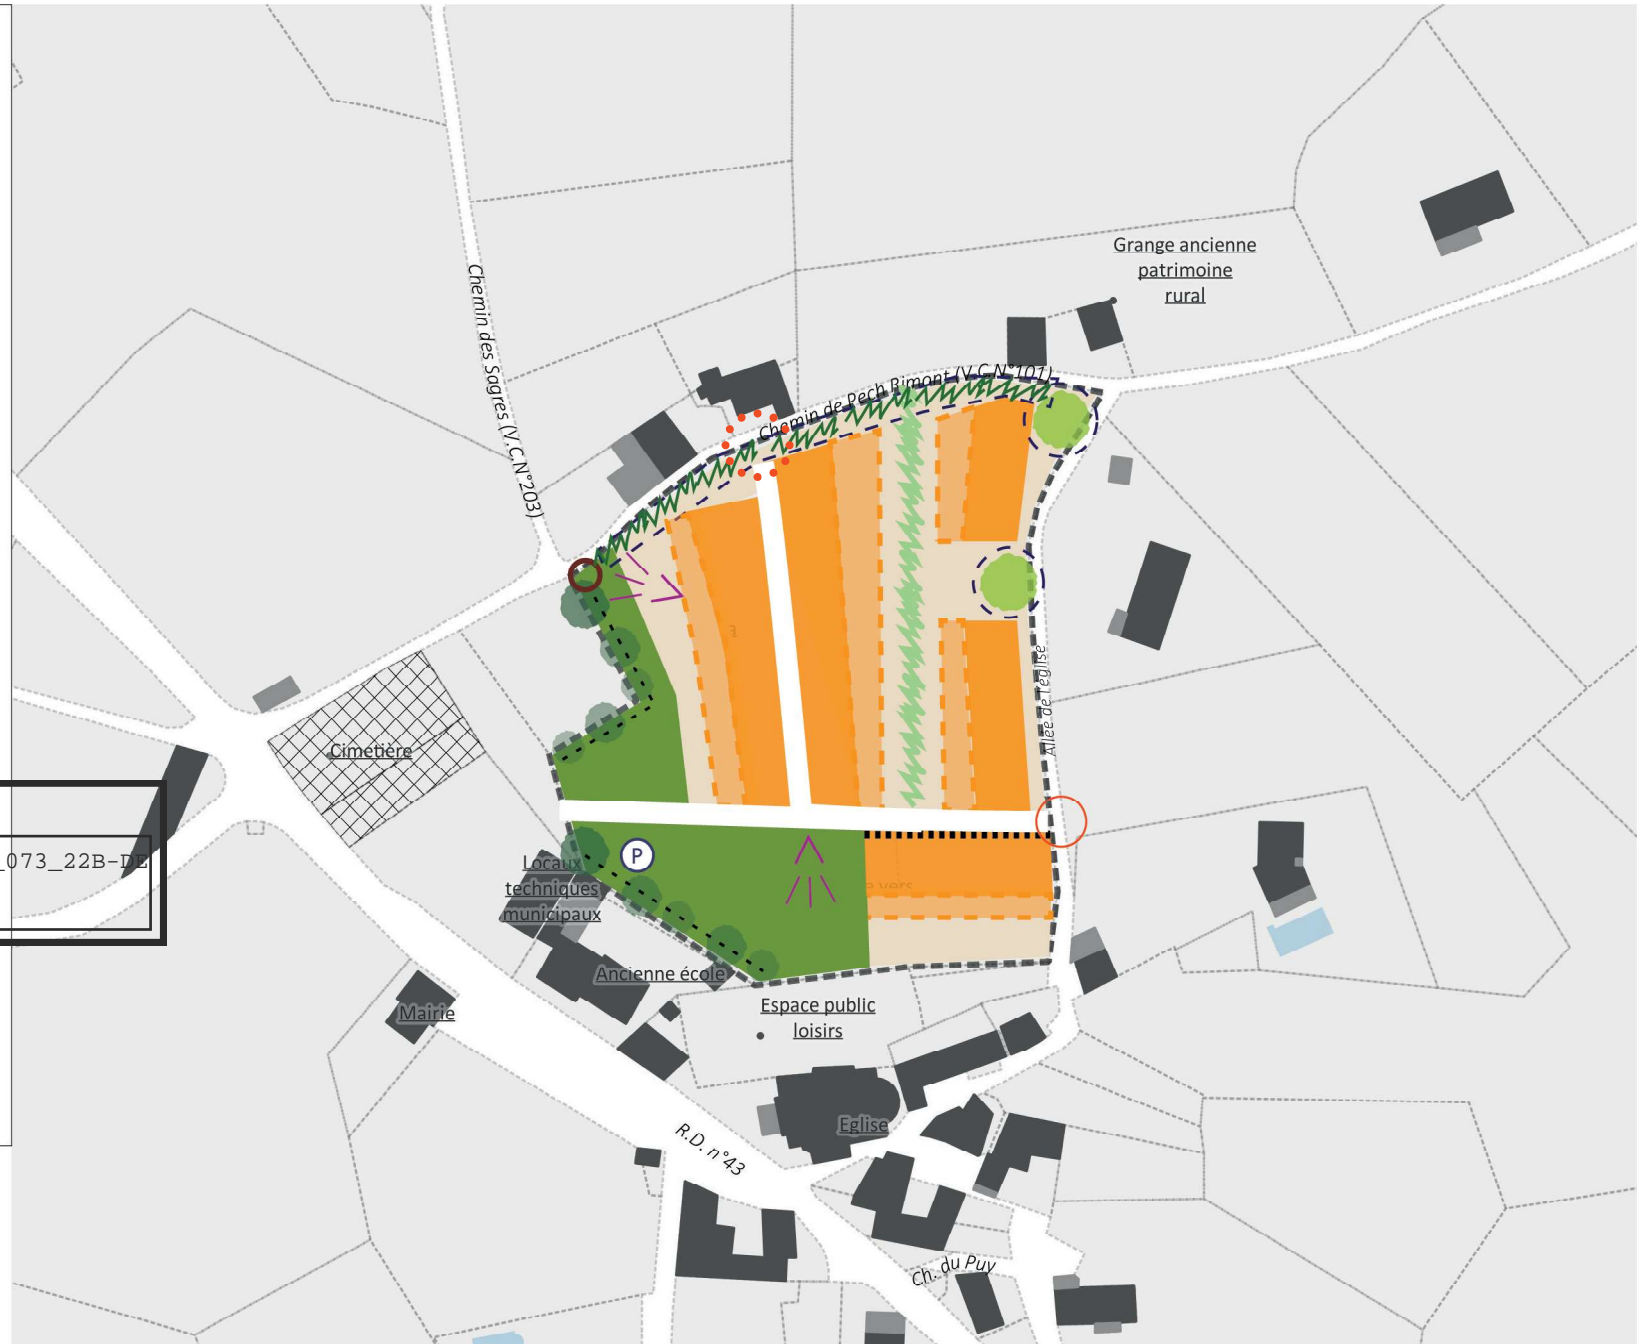 Grange ancienne
patrimoine
rural
Chemin des Sagres (V.C.N°203)
Chemin de Pech Rimont (V.C.N°101)
Allée de l'église
Cimetière
_073_22B-DE
P
Locaux
techniques
municipaux
vers
Ancienne école
Mairie
Espace public
loisirs
Eglise
R.D. n°43
Ch. du Puy